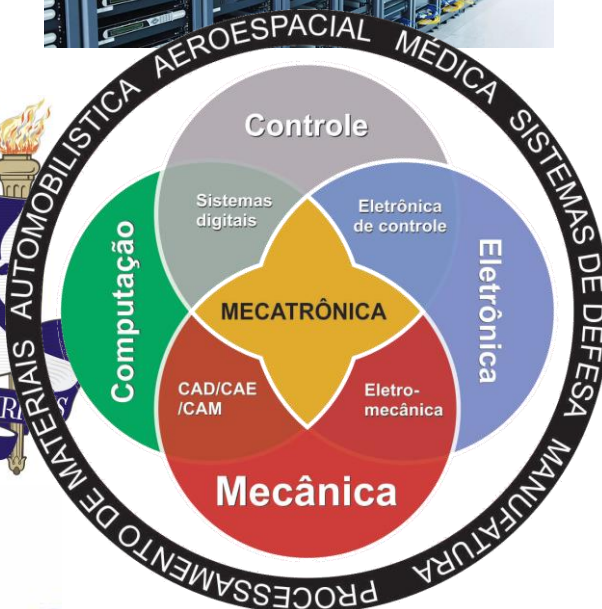 AUTOMOBILISTICA AEROESPACIAL MÉDICA SISTEMAS DE DEFESA MANUFATURA PROCESSAMENTO DE MATERIAIS
Controle
Sistemas
digitais
Eletrônica
de controle
Computação
Eletrônica
MECATRÔNICA
CAD/CAE
/CAM
Eletro-
mecânica
Mecânica